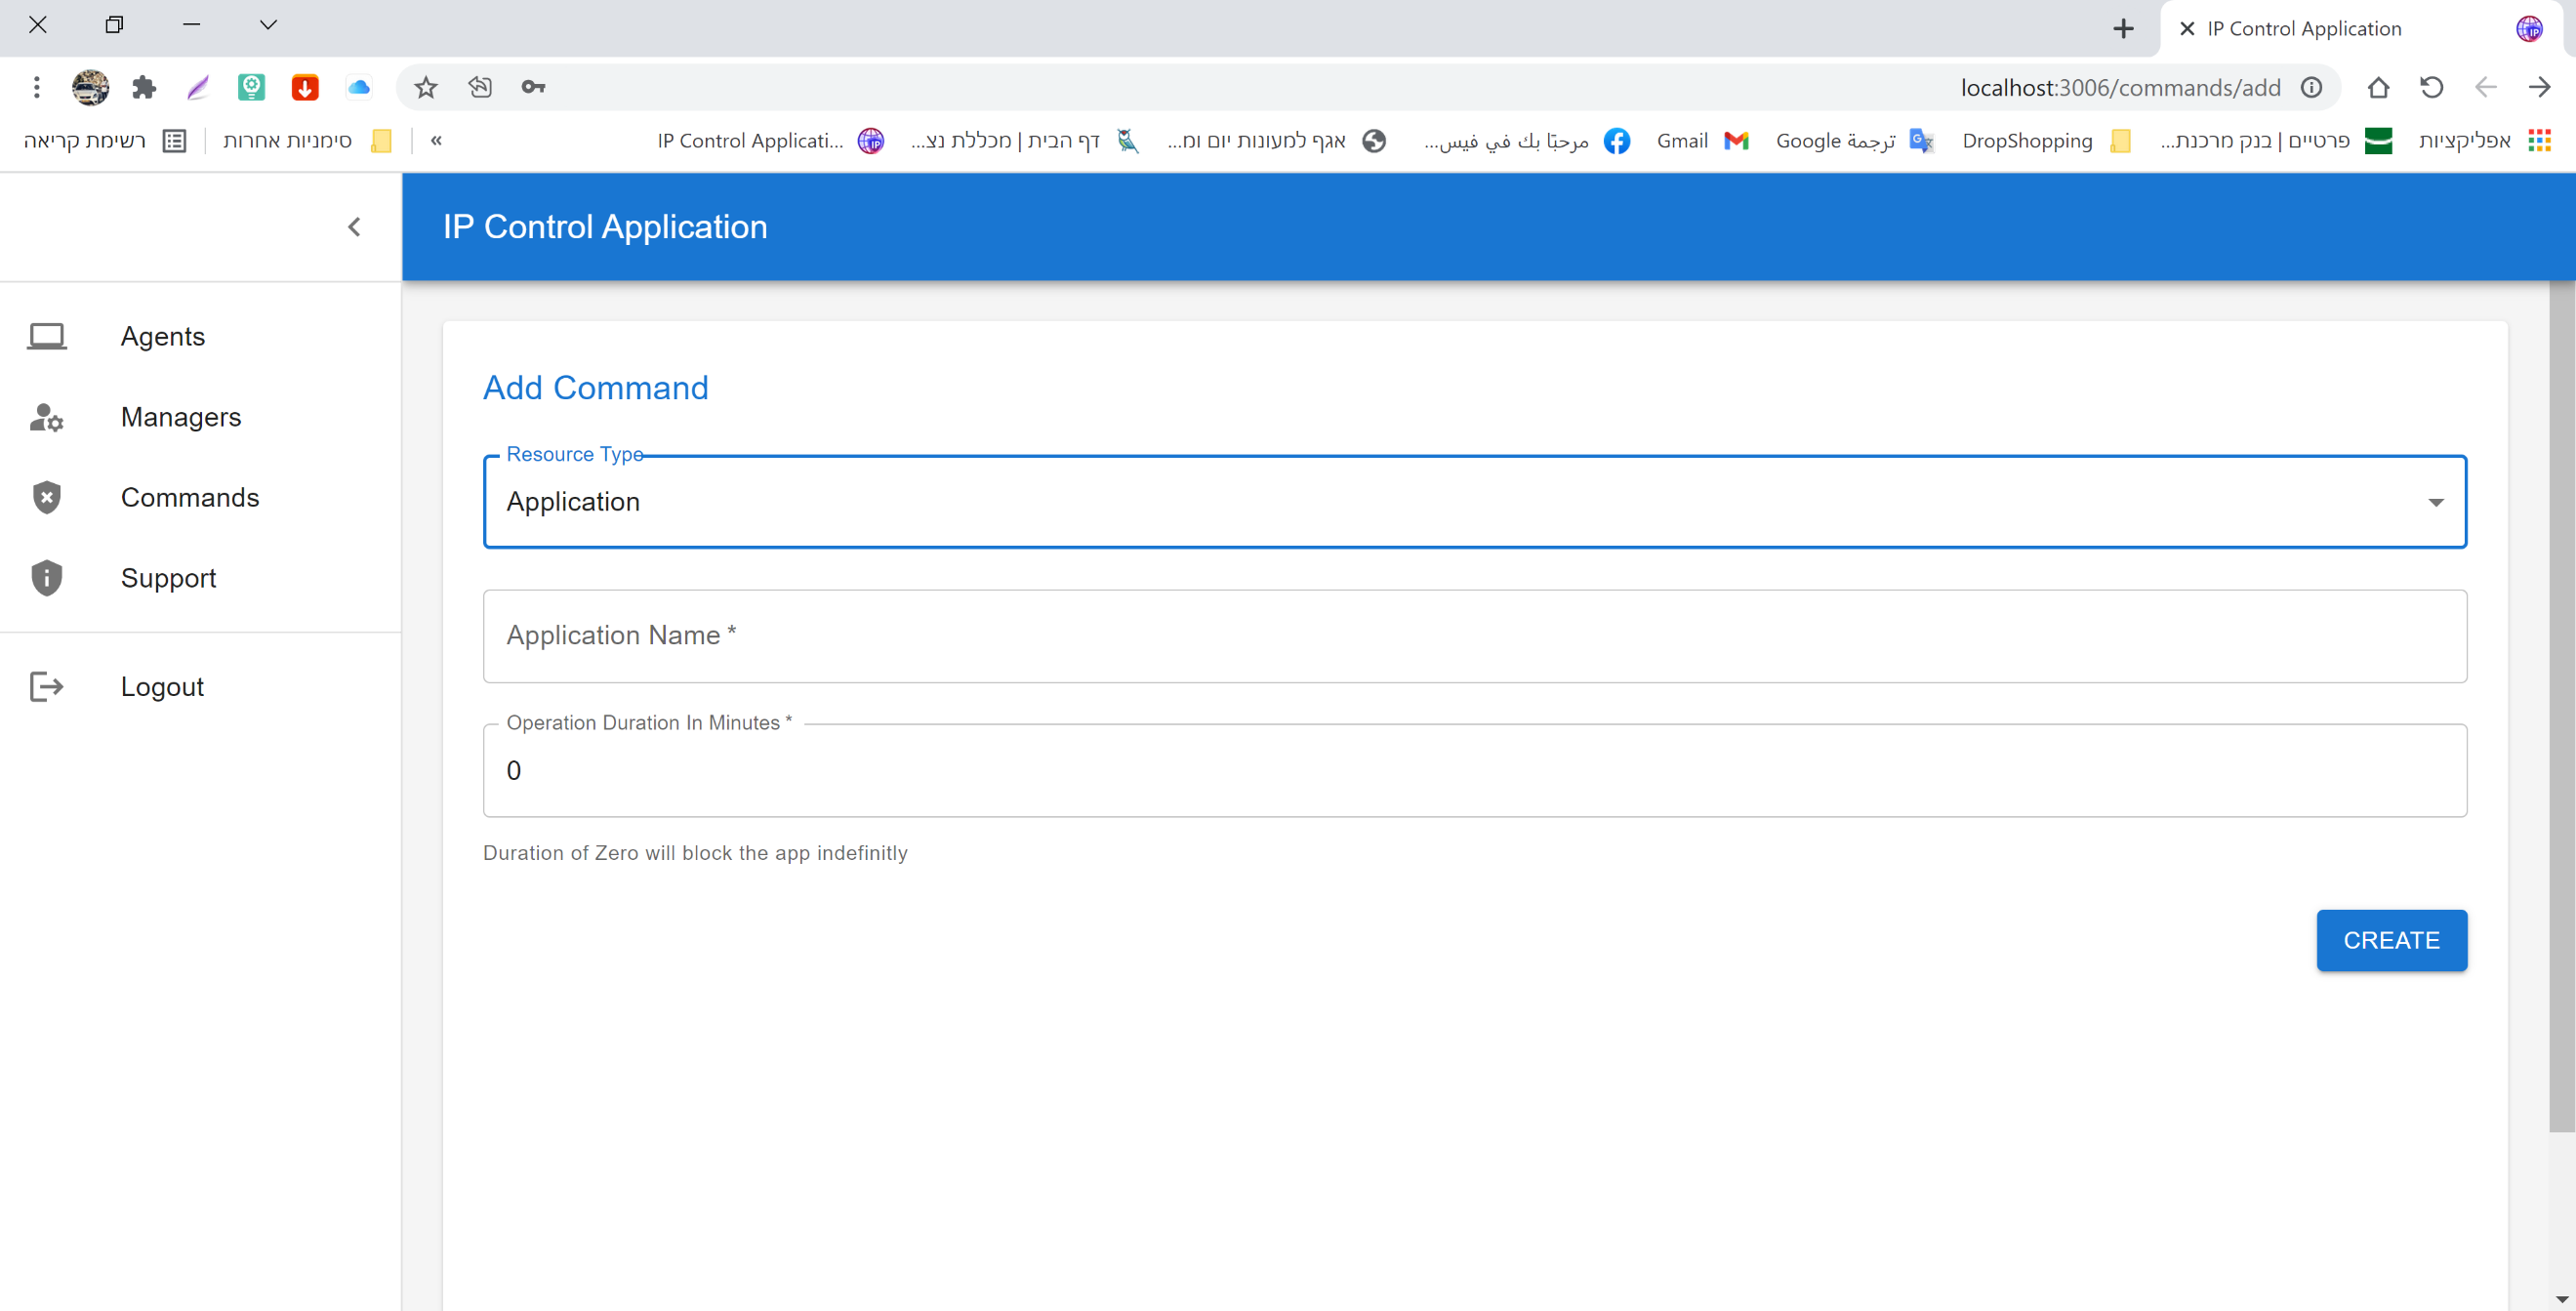 IP Control Application
localhost:3006/commands/add
אפליקציות
פרטיים | בנק מרכנת...
DropShopping
ترجمة Google
Gmail
مرحبًا بك في فيس...
אגף למעונות יום ומ...
דף הבית | מכללת נצ...
IP Control Applicati...
»
סימניות אחרות
רשימת קריאה
IP Control Application
Agents
Managers
Commands
Support
Logout
Add Command
Resource Type
Application
Application Name *
Operation Duration In Minutes *
0
Duration of Zero will block the app indefinitly
CREATE